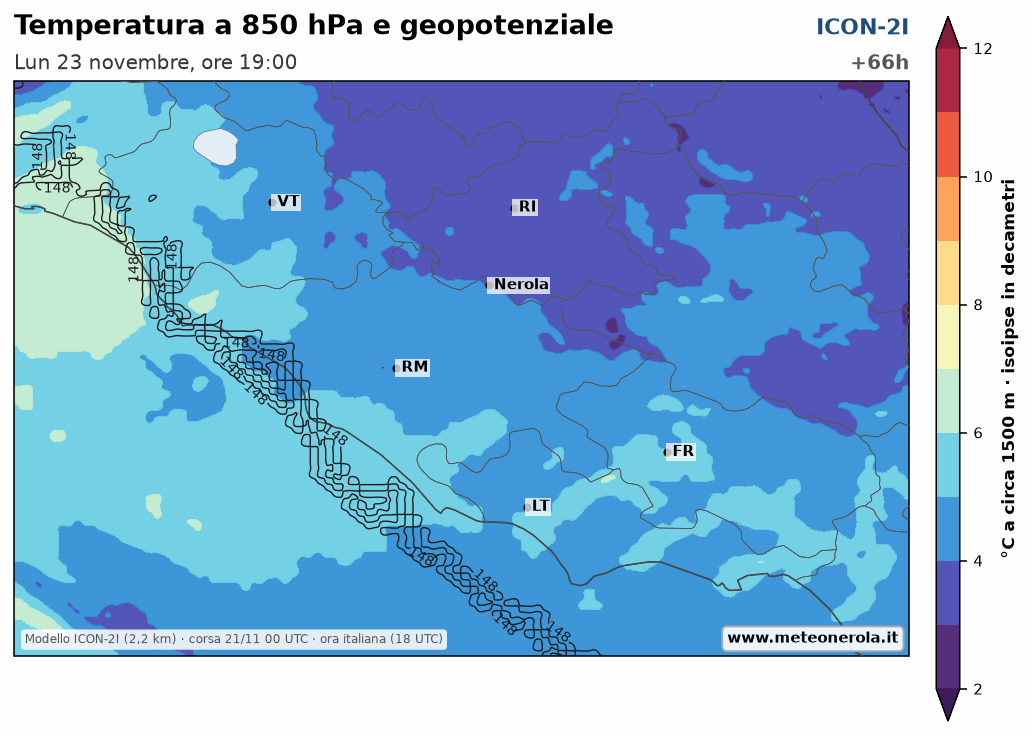 Temperatura a 850 hPa e geopotenziale
ICON-2I
Lun 23 novembre, ore 19:00
+66h
148
148
148
VT
RI
148
148
Nerola
148
148
RM
148
148
148
FR
LT
148
148
148
148
Modello ICON-2I (2,2 km) · corsa 21/11 00 UTC · ora italiana (18 UTC)
www.meteonerola.it
12
10
8
6
4
2
°C a circa 1500 m · isoipse in decametri